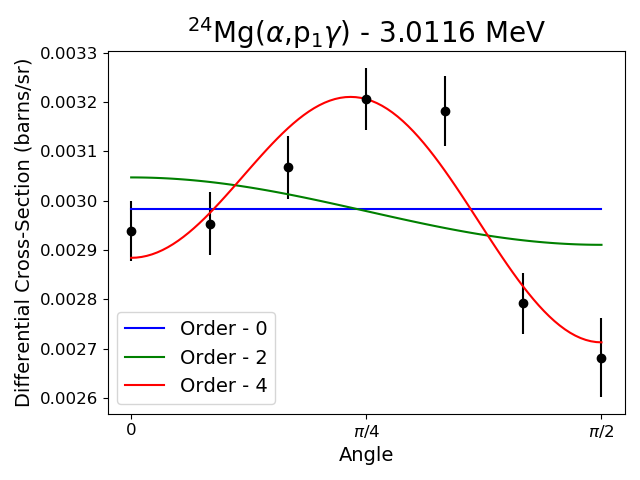 ²⁴Mg(α,p₁γ) - 3.0116 MeV
Differential Cross-Section (barns/sr)
0.0033
0.0032
0.0031
0.0030
0.0029
0.0028
0.0027
0.0026
Order - 0
Order - 2
Order - 4
0 π/4 π/2
Angle